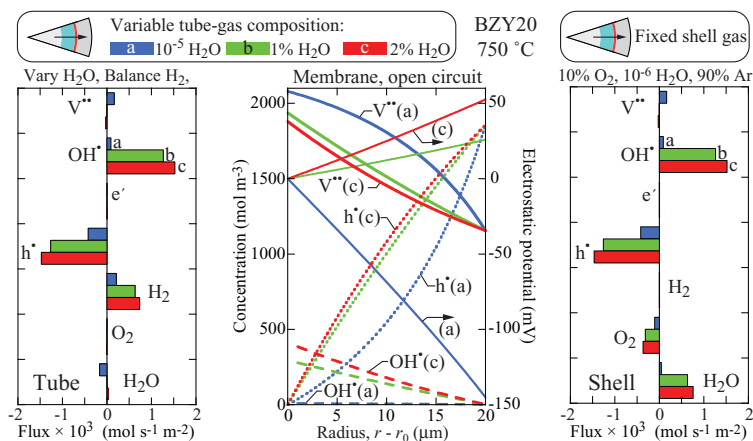 Variable tube-gas composition:
a 10-5 H2O b 1% H2O c 2% H2O
BZY20
750 °C
Fixed shell gas
Vary H2O, Balance H2,
Membrane, open circuit
10% O2, 10-6 H2O, 90% Ar
V••
OH•
a
b
c
e′
h•
H2
O2
H2O
Tube
-2 -1 0 1 2
Flux × 103 (mol s-1 m-2)
2000
1500
1000
500
0
Concentration (mol m-3)
V••(a)
(c)
V••(c)
h•(c)
h•(a)
(a)
OH•(c)
OH•(a)
50
0
-50
-100
-150
Electrostatic potential (mV)
0 5 10 15 20
Radius, r - r0 (μm)
V••
OH•
a
b
c
e′
h•
H2
O2
H2O
Shell
-2 -1 0 1 2
Flux × 103 (mol s-1 m-2)